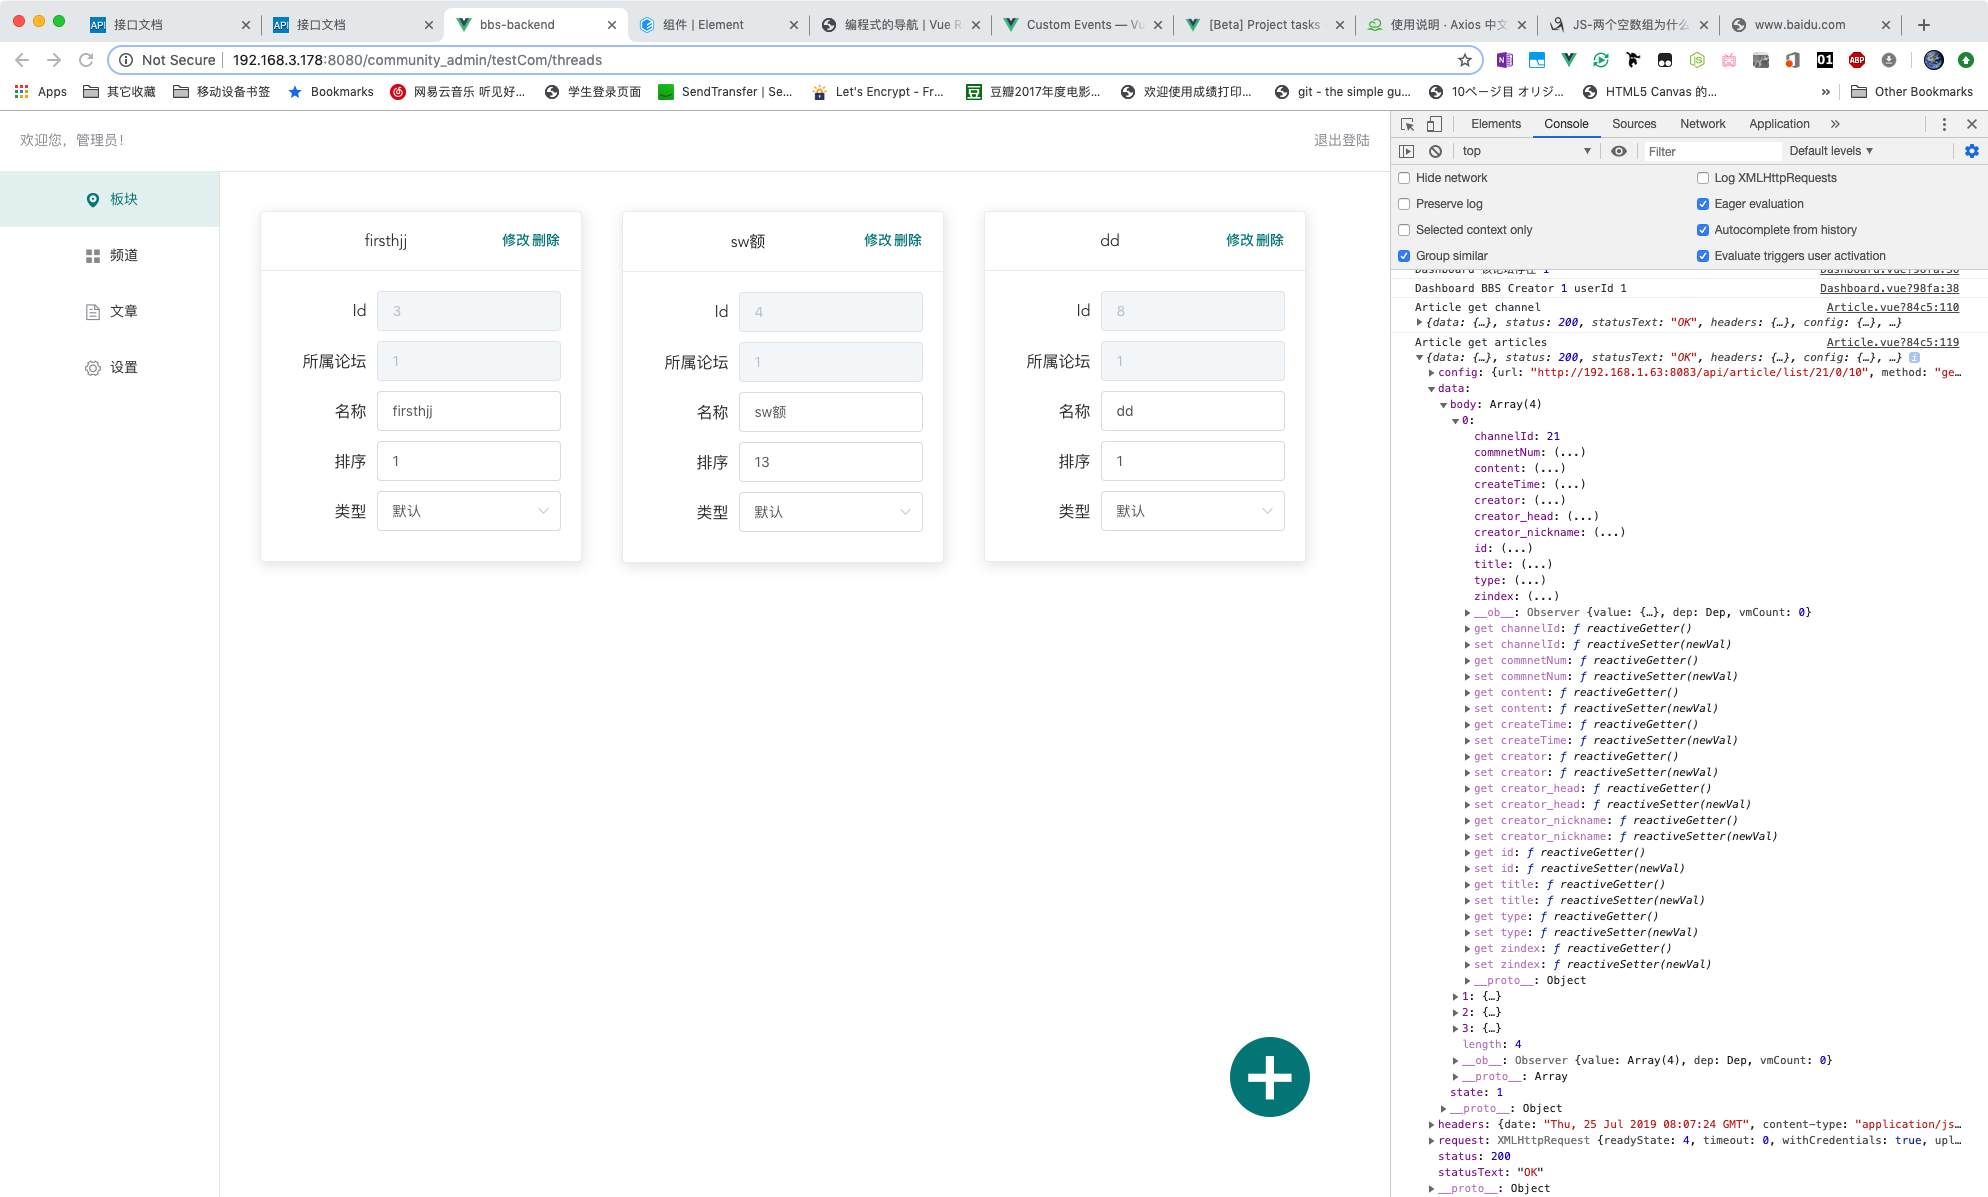 接口文档
接口文档
bbs-backend
组件 | Element
编程式的导航 | Vue R
Custom Events — Vu
[Beta] Project tasks
使用说明 · Axios 中文
JS-两个空数组为什么
www.baidu.com
Not Secure | 192.168.3.178:8080/community_admin/testCom/threads
Apps
其它收藏
移动设备书签
Bookmarks
网易云音乐 听见好...
学生登录页面
SendTransfer | Se...
Let's Encrypt - Fr...
豆瓣2017年度电影...
欢迎使用成绩打印...
git - the simple gu...
10ページ目 オリジ...
HTML5 Canvas 的...
»
Other Bookmarks
欢迎您，管理员！
退出登陆
板块
频道
文章
设置
firsthjj 修改 删除
Id 3
所属论坛 1
名称 firsthjj
排序 1
类型 默认
sw额 修改 删除
Id 4
所属论坛 1
名称 sw额
排序 13
类型 默认
dd 修改 删除
Id 8
所属论坛 1
名称 dd
排序 1
类型 默认
Elements Console Sources Network Application »
top Filter Default levels ▼
Hide network Log XMLHttpRequests
Preserve log Eager evaluation
Selected context only Autocomplete from history
Group similar Evaluate triggers user activation
Dashboard BBS Creator 1 userId 1 Dashboard.vue?98fa:38
Article get channel Article.vue?84c5:110
{data: {…}, status: 200, statusText: "OK", headers: {…}, config: {…}, …}
Article get articles Article.vue?84c5:119
{data: {…}, status: 200, statusText: "OK", headers: {…}, config: {…}, …}
config: {url: "http://192.168.1.63:8083/api/article/list/21/0/10", method: "ge…
data:
body: Array(4)
0:
channelId: 21
commnetNum: (...)
content: (...)
createTime: (...)
creator: (...)
creator_head: (...)
creator_nickname: (...)
id: (...)
title: (...)
type: (...)
zindex: (...)
__ob__: Observer {value: {…}, dep: Dep, vmCount: 0}
get channelId: ƒ reactiveGetter()
set channelId: ƒ reactiveSetter(newVal)
get commnetNum: ƒ reactiveGetter()
set commnetNum: ƒ reactiveSetter(newVal)
get content: ƒ reactiveGetter()
set content: ƒ reactiveSetter(newVal)
get createTime: ƒ reactiveGetter()
set createTime: ƒ reactiveSetter(newVal)
get creator: ƒ reactiveGetter()
set creator: ƒ reactiveSetter(newVal)
get creator_head: ƒ reactiveGetter()
set creator_head: ƒ reactiveSetter(newVal)
get creator_nickname: ƒ reactiveGetter()
set creator_nickname: ƒ reactiveSetter(newVal)
get id: ƒ reactiveGetter()
set id: ƒ reactiveSetter(newVal)
get title: ƒ reactiveGetter()
set title: ƒ reactiveSetter(newVal)
get type: ƒ reactiveGetter()
set type: ƒ reactiveSetter(newVal)
get zindex: ƒ reactiveGetter()
set zindex: ƒ reactiveSetter(newVal)
__proto__: Object
1: {…}
2: {…}
3: {…}
length: 4
__ob__: Observer {value: Array(4), dep: Dep, vmCount: 0}
__proto__: Array
state: 1
__proto__: Object
headers: {date: "Thu, 25 Jul 2019 08:07:24 GMT", content-type: "application/js…
request: XMLHttpRequest {readyState: 4, timeout: 0, withCredentials: true, upl…
status: 200
statusText: "OK"
__proto__: Object